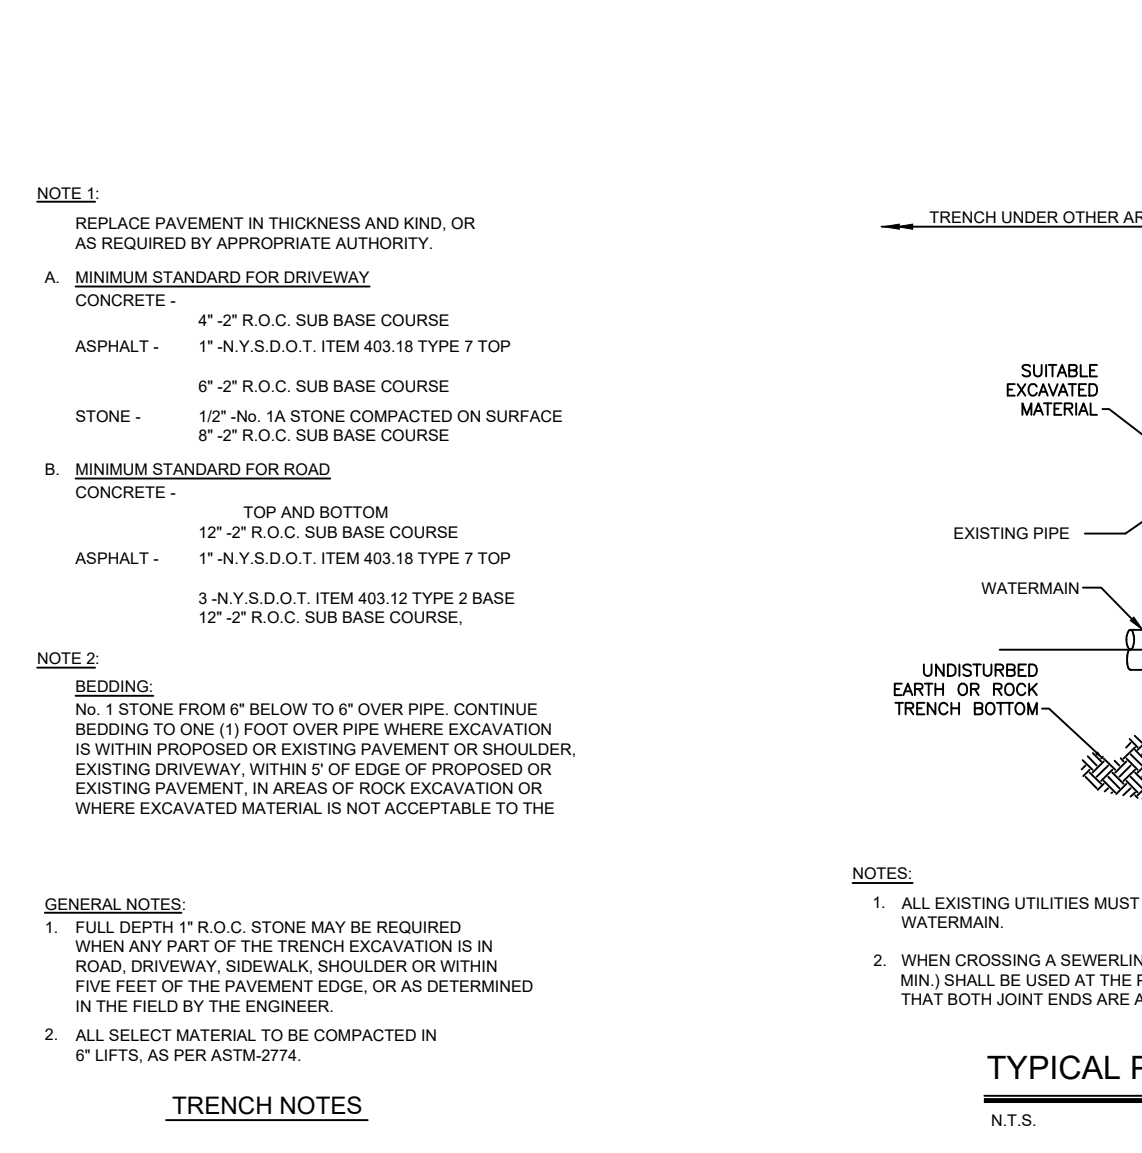 NOTE 1:
REPLACE PAVEMENT IN THICKNESS AND KIND, OR
AS REQUIRED BY APPROPRIATE AUTHORITY.
A. MINIMUM STANDARD FOR DRIVEWAY
CONCRETE -
4" -2" R.O.C. SUB BASE COURSE
ASPHALT - 1" -N.Y.S.D.O.T. ITEM 403.18 TYPE 7 TOP
6" -2" R.O.C. SUB BASE COURSE
STONE - 1/2" -No. 1A STONE COMPACTED ON SURFACE
8" -2" R.O.C. SUB BASE COURSE
B. MINIMUM STANDARD FOR ROAD
CONCRETE -
TOP AND BOTTOM
12" -2" R.O.C. SUB BASE COURSE
ASPHALT - 1" -N.Y.S.D.O.T. ITEM 403.18 TYPE 7 TOP
3 -N.Y.S.D.O.T. ITEM 403.12 TYPE 2 BASE
12" -2" R.O.C. SUB BASE COURSE,
NOTE 2:
BEDDING:
No. 1 STONE FROM 6" BELOW TO 6" OVER PIPE. CONTINUE
BEDDING TO ONE (1) FOOT OVER PIPE WHERE EXCAVATION
IS WITHIN PROPOSED OR EXISTING PAVEMENT OR SHOULDER,
EXISTING DRIVEWAY, WITHIN 5' OF EDGE OF PROPOSED OR
EXISTING PAVEMENT, IN AREAS OF ROCK EXCAVATION OR
WHERE EXCAVATED MATERIAL IS NOT ACCEPTABLE TO THE
GENERAL NOTES:
1. FULL DEPTH 1" R.O.C. STONE MAY BE REQUIRED
WHEN ANY PART OF THE TRENCH EXCAVATION IS IN
ROAD, DRIVEWAY, SIDEWALK, SHOULDER OR WITHIN
FIVE FEET OF THE PAVEMENT EDGE, OR AS DETERMINED
IN THE FIELD BY THE ENGINEER.
2. ALL SELECT MATERIAL TO BE COMPACTED IN
6" LIFTS, AS PER ASTM-2774.
TRENCH NOTES
TRENCH UNDER OTHER
SUITABLE
EXCAVATED
MATERIAL
EXISTING PIPE
WATERMAIN
UNDISTURBED
EARTH OR ROCK
TRENCH BOTTOM
NOTES:
1. ALL EXISTING UTILITIES MUST
WATERMAIN.
2. WHEN CROSSING A
MIN.) SHALL BE USED AT THE
THAT BOTH JOINT ENDS ARE
TYPICAL
N.T.S.